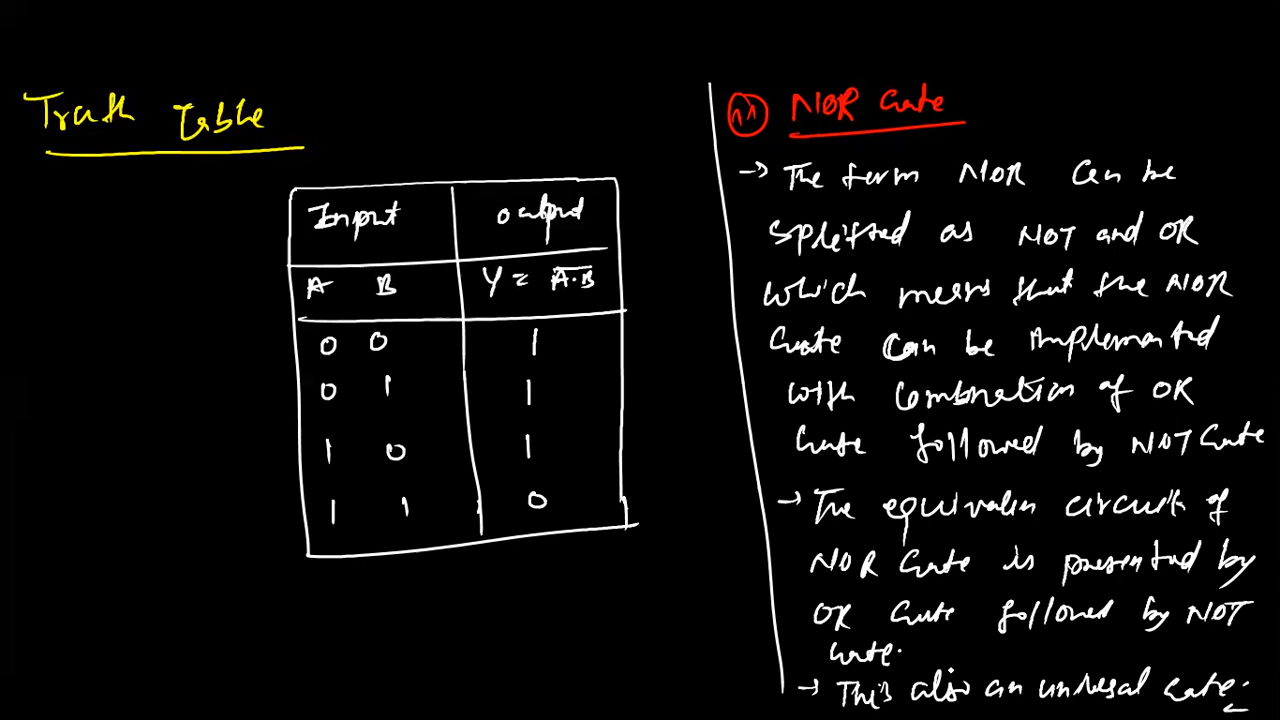 Truth Table
Input output
A B Y = A̅·̅B̅
0 0 1
0 1 1
1 0 1
1 1 0
ii) NOR Gate
→ The term NOR can be
splitted as NOT and OR
which means that the NOR
Gate can be implemented
with combination of OR
Gate followed by NOT Gate
→ The equivalen circuit of
NOR Gate is presented by
OR Gate followed by NOT
Gate.
→ This also an unversal Gate.